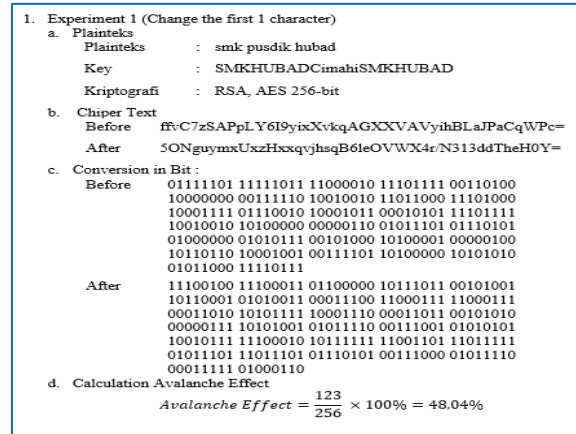 1. Experiment 1 (Change the first 1 character)
a. Plainteks
Plainteks : smk pusdik hubad
Key : SMKHUBADCimahiSMKHUBAD
Kriptografi : RSA, AES 256-bit
b. Chiper Text
Before ffvC7zSAPpLY6I9yixXvkqAGXXVAVyihBLaJPaCqWPc=
After 5ONguymxUxzHxxqvjhsqB6leOVWX4r/N313ddTheH0Y=
c. Conversion in Bit :
Before 01111101 11111011 11000010 11101111 00110100
10000000 00111110 10010010 11011000 11101000
10001111 01110010 10001011 00010101 11101111
10010010 10100000 00000110 01011101 01110101
01000000 01010111 00101000 10100001 00000100
10110110 10001001 00111101 10100000 10101010
01011000 11110111
After 11100100 11100011 01100000 10111011 00101001
10110001 01010011 00011100 11000111 11000111
00011010 10101111 10001110 00011011 00101010
00000111 10101001 01011110 00111001 01010101
10010111 11100010 10111111 11001101 11011111
01011101 11011101 01110101 00111000 01011110
00011111 01000110
d. Calculation Avalanche Effect
Avalanche Effect = 123/256 × 100% = 48,04%